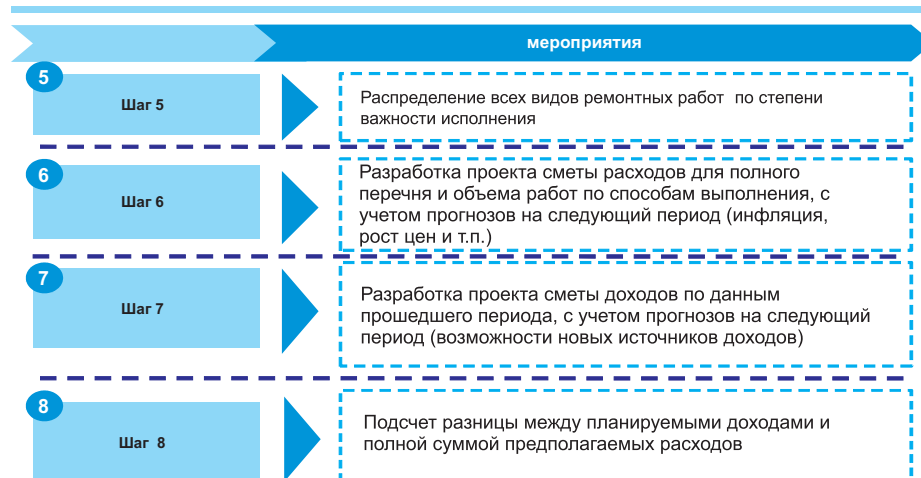 мероприятия
5
Шаг 5
Распределение всех видов ремонтных работ по степени
важности исполнения
6
Шаг 6
Разработка проекта сметы расходов для полного
перечня и объема работ по способам выполнения, с
учетом прогнозов на следующий период (инфляция,
рост цен и т.п.)
7
Шаг 7
Разработка проекта сметы доходов по данным
прошедшего периода, с учетом прогнозов на следующий
период (возможности новых источников доходов)
8
Шаг 8
Подсчет разницы между планируемыми доходами и
полной суммой предполагаемых расходов